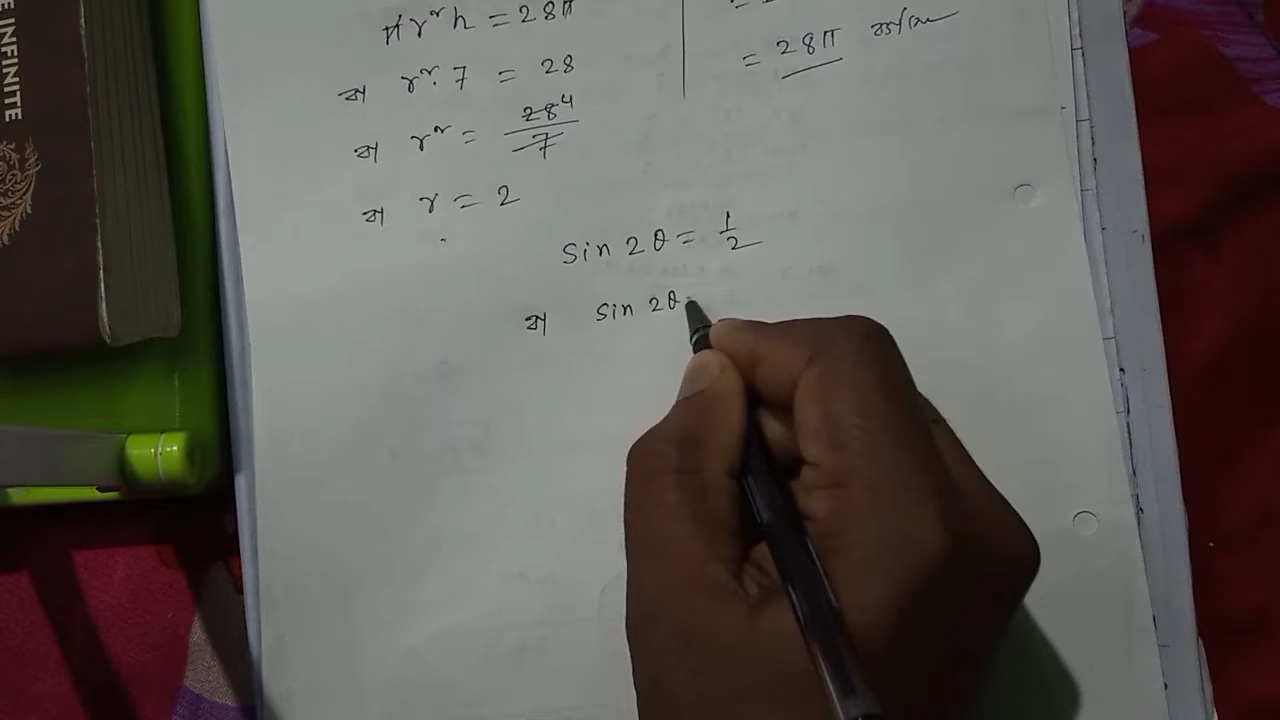 E INFINITE
πr²h = 28π
বা r². 7 = 28
বা r² = 28⁴/7
বা r = 2
= 28π
sin 2θ = 1/2
বা sin 2θ